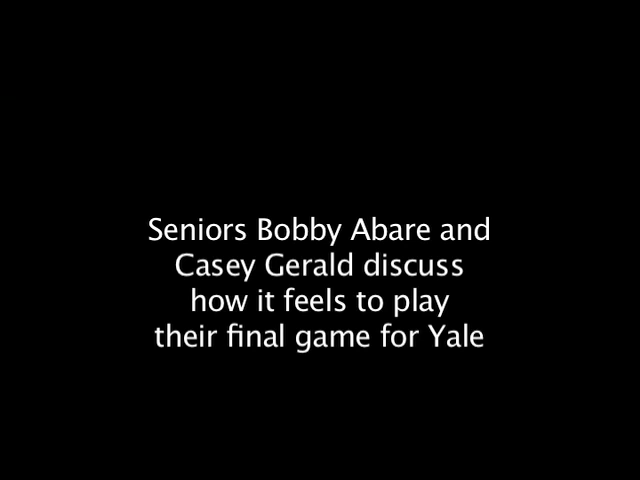 Seniors Bobby Abare and
Casey Gerald discuss
how it feels to play
their final game for Yale